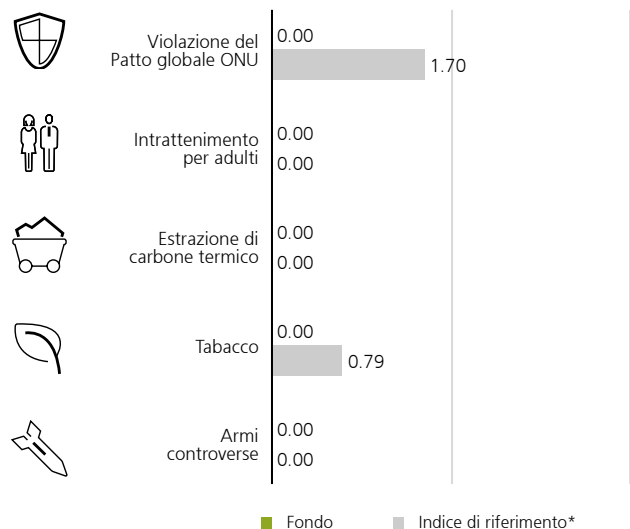 Violazione del
Patto globale ONU
0.00
1.70
Intrattenimento
per adulti
0.00
0.00
Estrazione di
carbone termico
0.00
0.00
Tabacco
0.00
0.79
Armi
controverse
0.00
0.00
Fondo
Indice di riferimento*